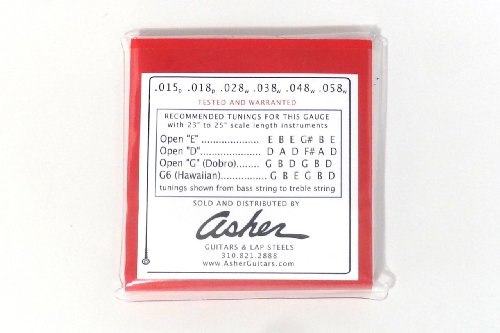 .015p .018p .028w .038w .048w .058w
TESTED AND WARRANTED
RECOMMENDED TUNINGS FOR THIS GAUGE
with 23" to 25" scale length instruments
Open "E" ..................... E B E G# B E
Open "D"...................... D A D F# A D
Open "G" (Dobro)........ G B D G B D
G6 (Hawaiian)............. G B E G B D
tunings shown from bass string to treble string
SOLD AND DISTRIBUTED BY
asher
GUITARS & LAP STEELS
310.821.2888
www.AsherGuitars.com